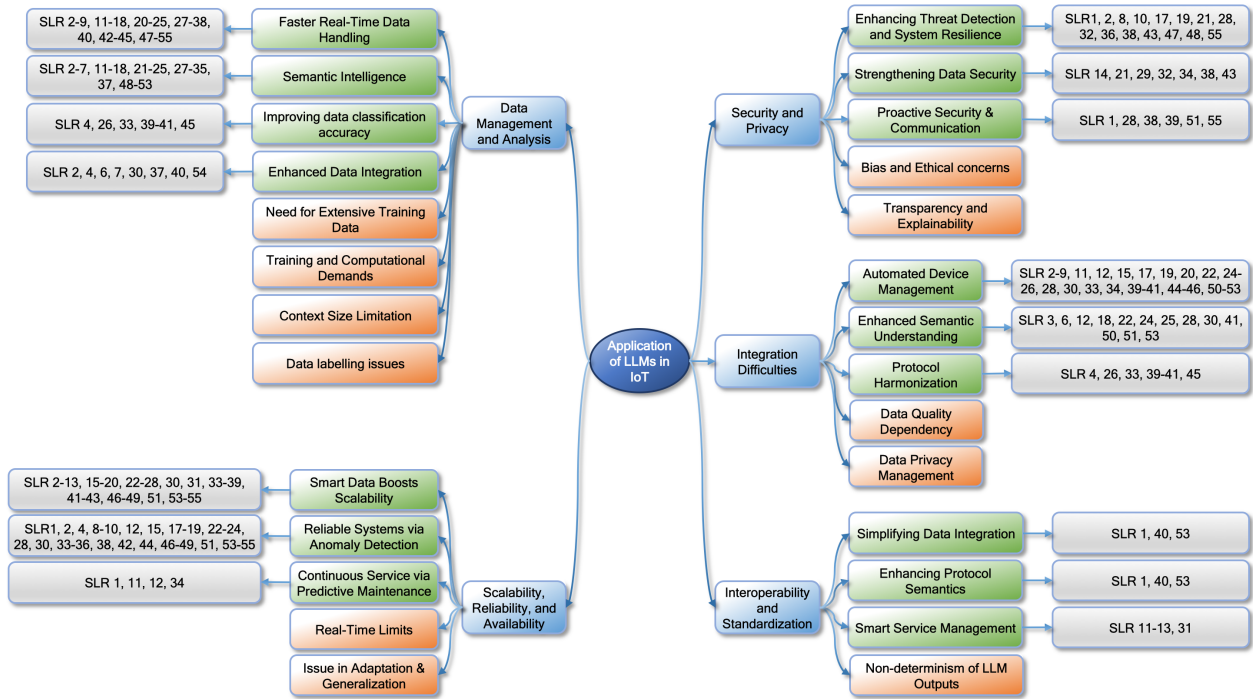 SLR 2-9, 11-18, 20-25, 27-38,
40, 42-45, 47-55
Faster Real-Time Data
Handling
SLR 2-7, 11-18, 21-25, 27-35,
37, 48-53
Semantic Intelligence
SLR 4, 26, 33, 39-41, 45
Improving data classification
accuracy
SLR 2, 4, 6, 7, 30, 37, 40, 54
Enhanced Data Integration
Need for Extensive Training
Data
Training and Computational
Demands
Context Size Limitation
Data labelling issues
Data
Management
and Analysis
SLR 2-13, 15-20, 22-28, 30, 31, 33-39,
41-43, 46-49, 51, 53-55
Smart Data Boosts
Scalability
SLR1, 2, 4, 8-10, 12, 15, 17-19, 22-24,
28, 30, 33-36, 38, 42, 44, 46-49, 51, 53-55
Reliable Systems via
Anomaly Detection
SLR 1, 11, 12, 34
Continuous Service via
Predictive Maintenance
Real-Time Limits
Issue in Adaptation &
Generalization
Scalability,
Reliability, and
Availability
Application
of LLMs in
IoT
Security and
Privacy
Enhancing Threat Detection
and System Resilience
SLR1, 2, 8, 10, 17, 19, 21, 28,
32, 36, 38, 43, 47, 48, 55
Strengthening Data Security
SLR 14, 21, 29, 32, 34, 38, 43
Proactive Security &
Communication
SLR 1, 28, 38, 39, 51, 55
Bias and Ethical concerns
Transparency and
Explainability
Integration
Difficulties
Automated Device
Management
SLR 2-9, 11, 12, 15, 17, 19, 20, 22, 24-
26, 28, 30, 33, 34, 39-41, 44-46, 50-53
Enhanced Semantic
Understanding
SLR 3, 6, 12, 18, 22, 24, 25, 28, 30, 41,
50, 51, 53
Protocol
Harmonization
SLR 4, 26, 33, 39-41, 45
Data Quality
Dependency
Data Privacy
Management
Interoperability
and
Standardization
Simplifying Data Integration
SLR 1, 40, 53
Enhancing Protocol
Semantics
SLR 1, 40, 53
Smart Service Management
SLR 11-13, 31
Non-determinism of LLM
Outputs